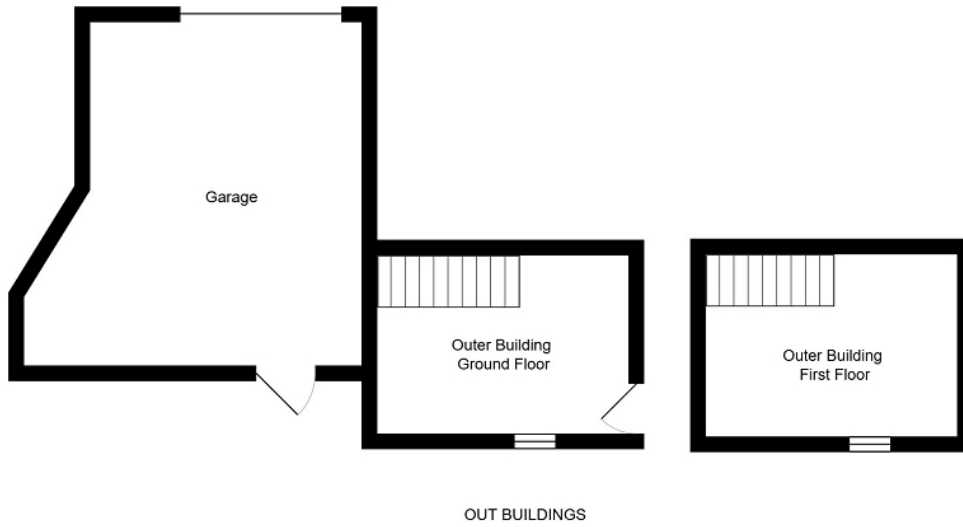 Garage
Outer Building
Ground Floor
Outer Building
First Floor
OUT BUILDINGS